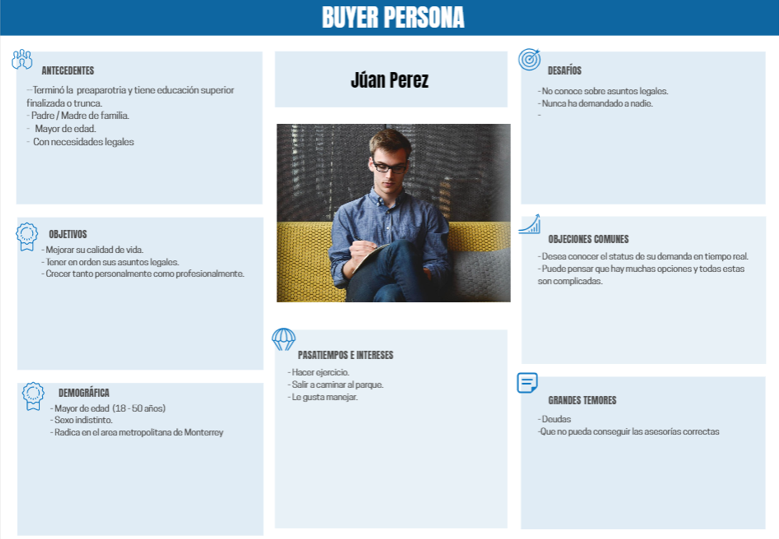 BUYER PERSONA
ANTECEDENTES
- Terminó la preaparotria y tiene educación superior
finalizada o trunca.
- Padre / Madre de familia.
- Mayor de edad.
- Con necesidades legales
OBJETIVOS
- Mejorar su calidad de vida.
- Tener en orden sus asuntos legales.
- Crecer tanto personalmente como profesionalmente.
DEMOGRÁFICA
- Mayor de edad (18 - 50 años)
- Sexo indistinto.
- Radica en el area metropolitana de Monterrey
Júan Perez
PASATIEMPOS E INTERESES
- Hacer ejercicio.
- Salir a caminar al parque.
- Le gusta manejar.
DESAFÍOS
- No conoce sobre asuntos legales.
- Nunca ha demandado a nadie.
-
OBJECIONES COMUNES
- Desea conocer el status de su demanda en tiempo real.
- Puede pensar que hay muchas opciones y todas estas
son complicadas.
GRANDES TEMORES
- Deudas
-Que no pueda conseguir las asesorías correctas